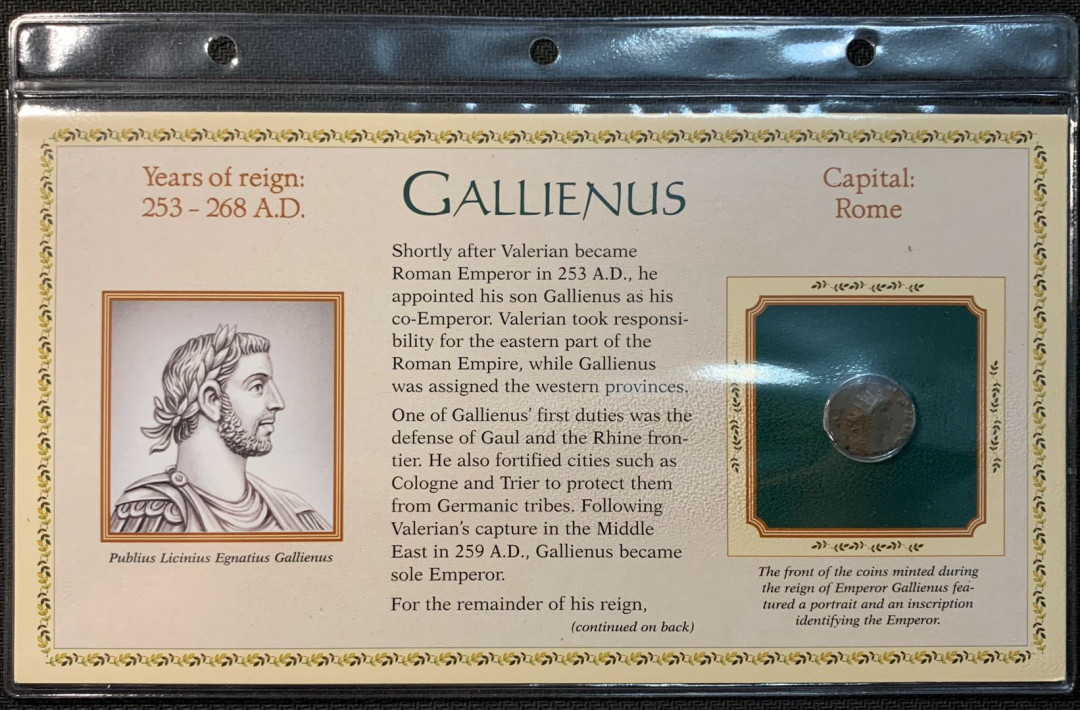 Years of reign:
253 – 268 A.D.
GALLIENUS
Capital:
Rome
Shortly after Valerian became
Roman Emperor in 253 A.D., he
appointed his son Gallienus as his
co-Emperor. Valerian took responsi-
bility for the eastern part of the
Roman Empire, while Gallienus
was assigned the western provinces.
One of Gallienus' first duties was the
defense of Gaul and the Rhine fron-
tier. He also fortified cities such as
Cologne and Trier to protect them
from Germanic tribes. Following
Valerian's capture in the Middle
East in 259 A.D., Gallienus became
sole Emperor.
For the remainder of his reign,
(continued on back)
Publius Licinius Egnatius Gallienus
The front of the coins minted during
the reign of Emperor Gallienus fea-
tured a portrait and an inscription
identifying the Emperor.